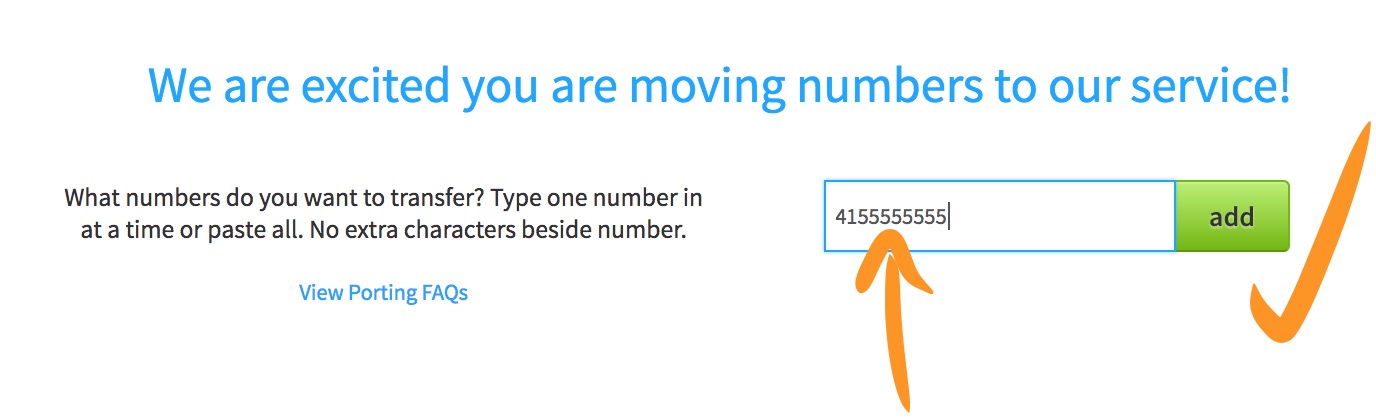 We are excited you are moving numbers to our service!
What numbers do you want to transfer? Type one number in
at a time or paste all. No extra characters beside number.
View Porting FAQs
4155555555
add